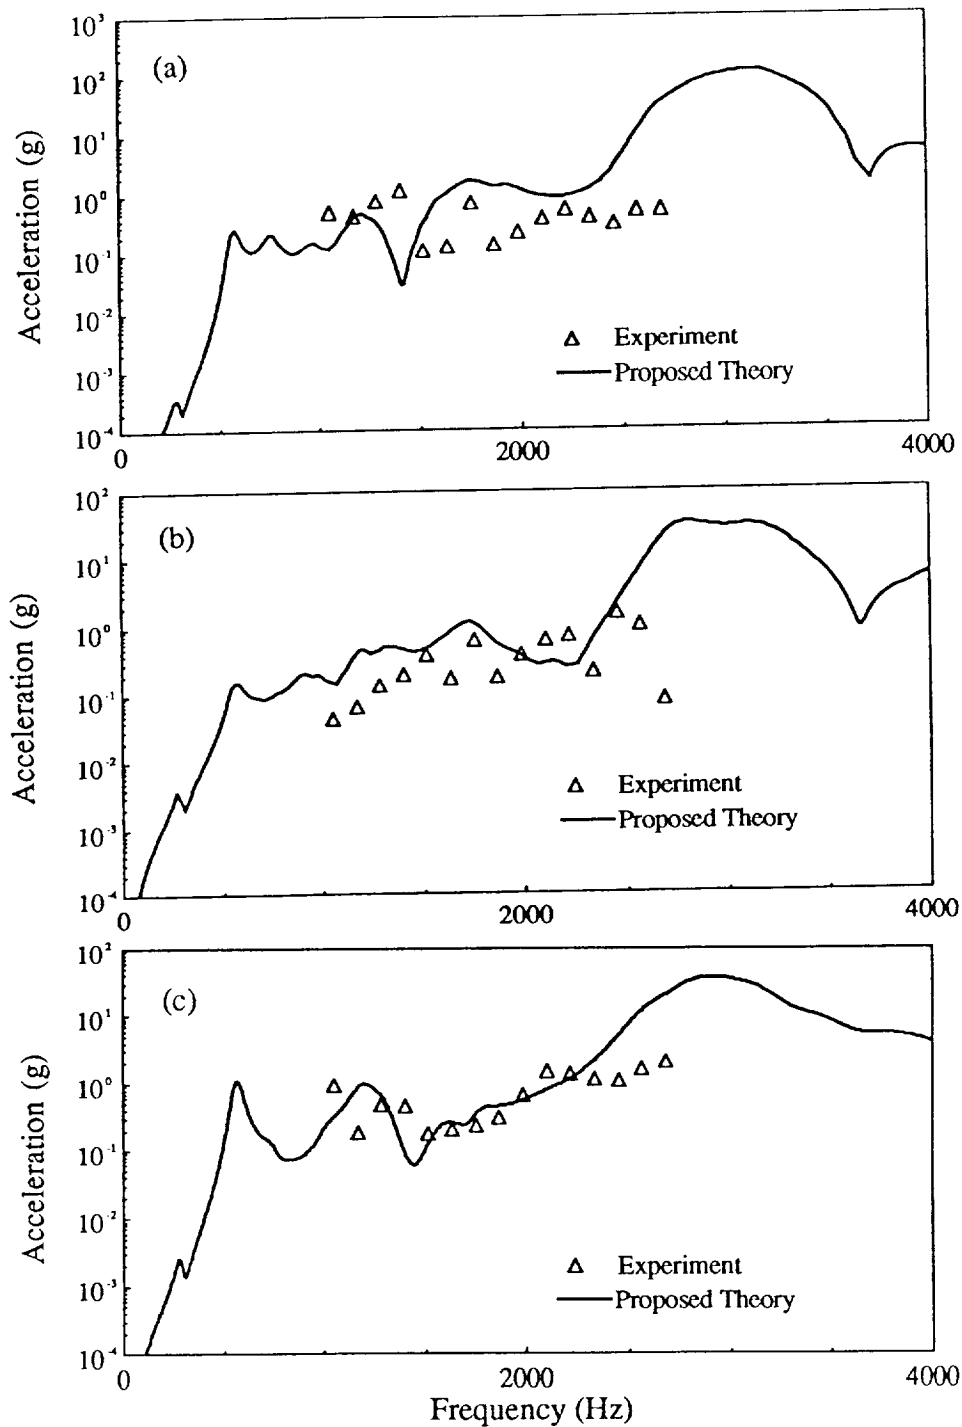 (a)
Acceleration (g)
10³
10²
10¹
10⁰
10⁻¹
10⁻²
10⁻³
10⁻⁴
0
2000
4000
Experiment
Proposed Theory
(b)
Acceleration (g)
10²
10¹
10⁰
10⁻¹
10⁻²
10⁻³
10⁻⁴
0
2000
4000
Experiment
Proposed Theory
(c)
Acceleration (g)
10²
10¹
10⁰
10⁻¹
10⁻²
10⁻³
10⁻⁴
0
2000
4000
Experiment
Proposed Theory
Frequency (Hz)